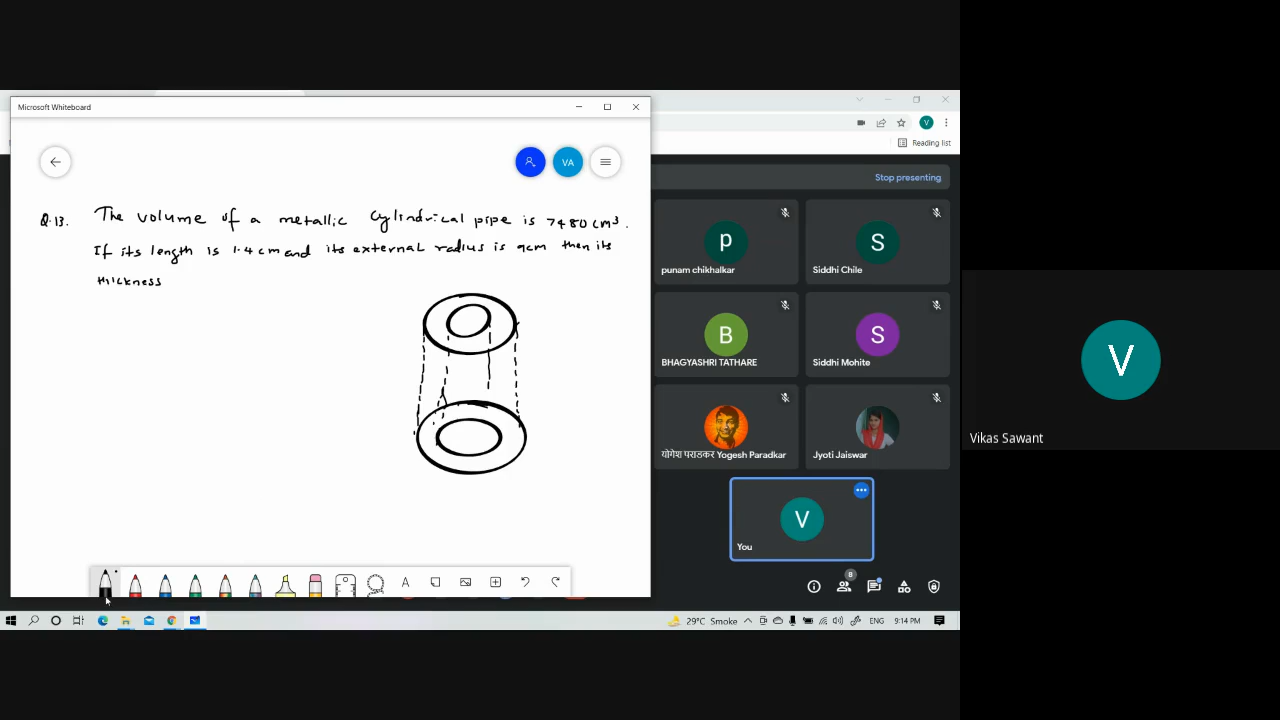 Microsoft Whiteboard
Reading list
VA
Stop presenting
Q.13. The volume of a metallic cylindrical pipe is 7480 cm³.
If its length is 1.4 cm and its external radius is 9cm then its
thickness
p
punam chikhalkar
S
Siddhi Chile
B
BHAGYASHRI TATHARE
S
Siddhi Mohite
योगेश पराडकर Yogesh Paradkar
Jyoti Jaiswar
V
You
V
Vikas Sawant
8
A
29°C Smoke
ENG
9:14 PM